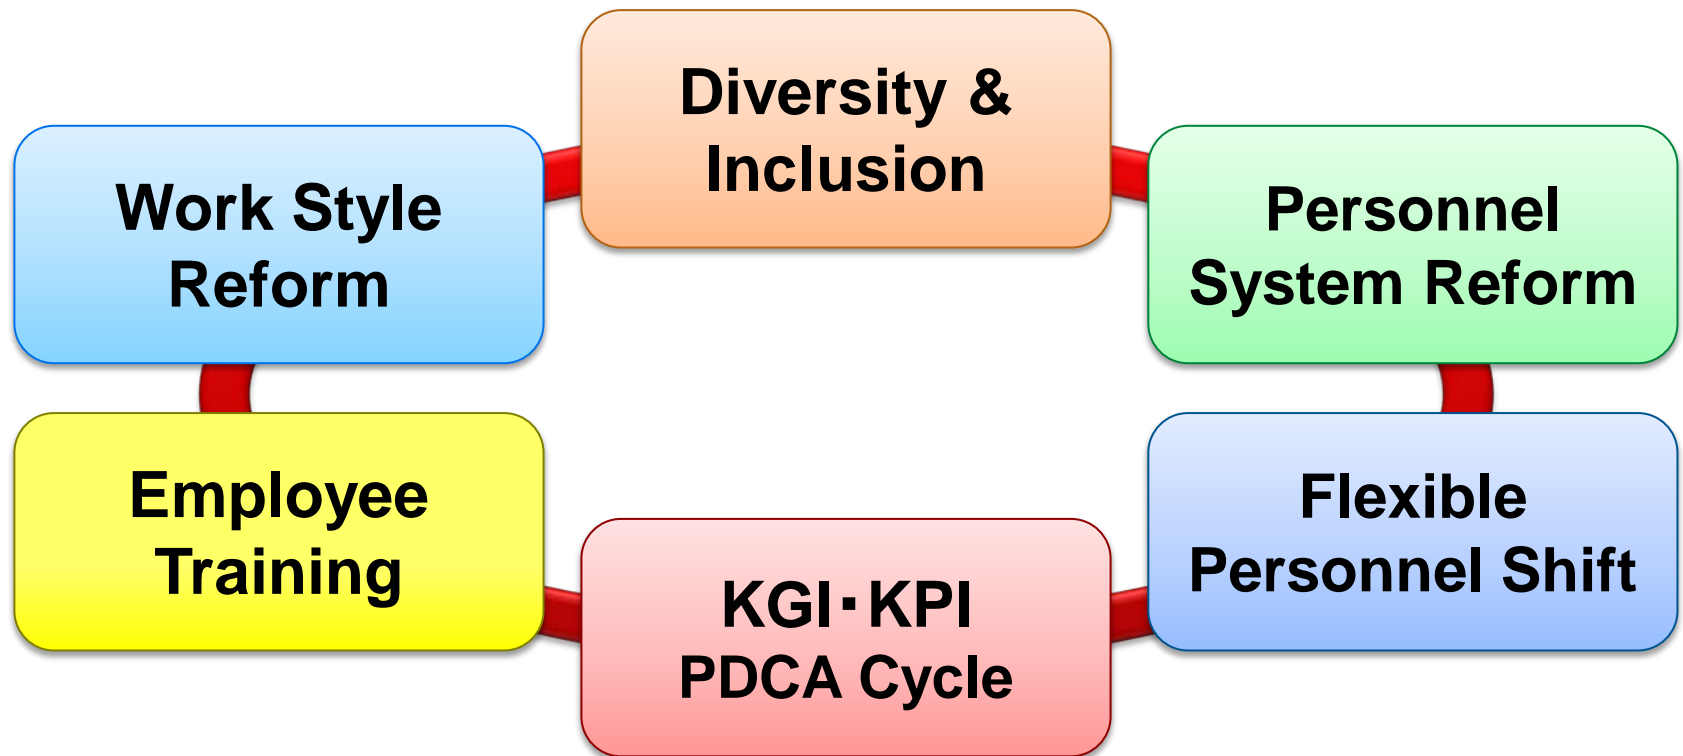 Diversity &
Inclusion
Work Style
Reform
Personnel
System Reform
Employee
Training
Flexible
Personnel Shift
KGI・KPI
PDCA Cycle